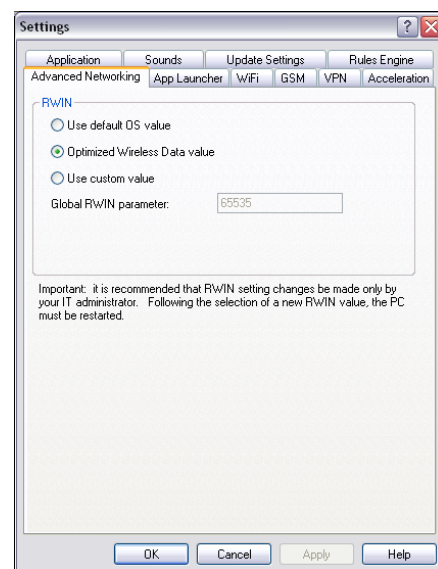 Settings
Application Sounds Update Settings Rules Engine
Advanced Networking App Launcher WiFi GSM VPN Acceleration
RWIN
Use default OS value
Optimized Wireless Data value
Use custom value
Global RWIN parameter: 65535
Important: it is recommended that RWIN setting changes be made only by
your IT administrator. Following the selection of a new RWIN value, the PC
must be restarted.
OK Cancel Apply Help